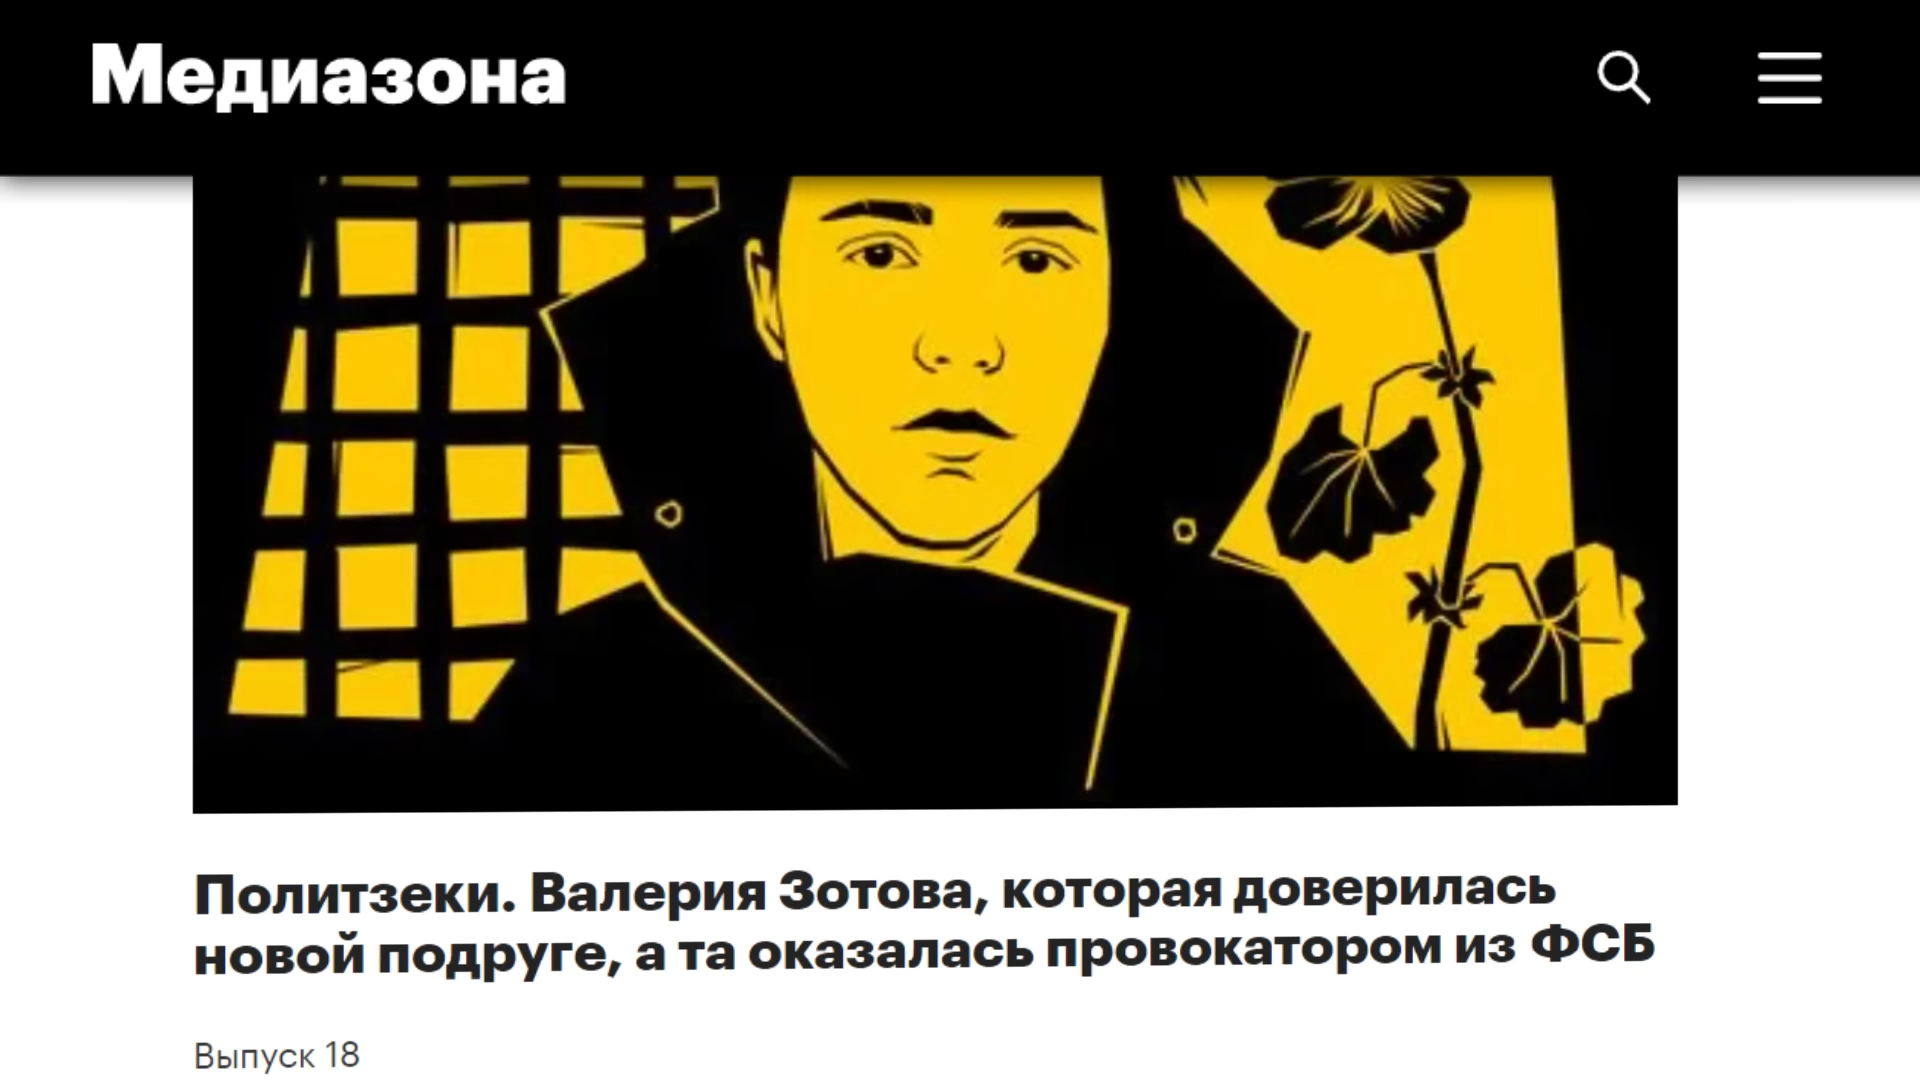 Медиазона
Политзеки. Валерия Зотова, которая доверилась
новой подруге, а та оказалась провокатором из ФСБ
Выпуск 18